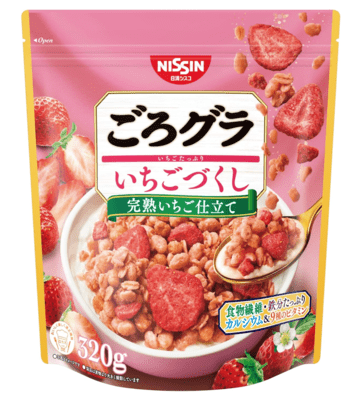 ◀Open
NISSIN
日清シスコ
ごろグラ
いちごたっぷり
いちごづくし
完熟いちご仕立て
食物繊維・鉄分たっぷり
カルシウム&9種のビタミン
320g